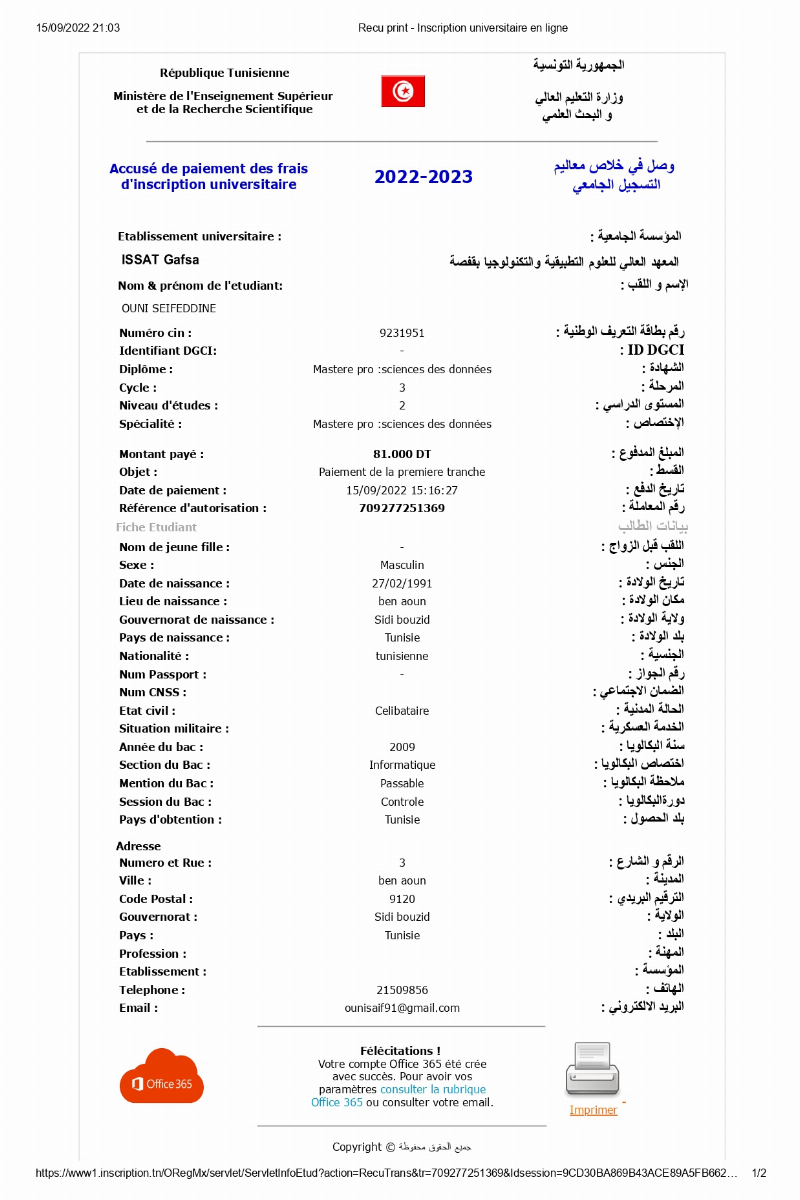 15/09/2022 21:03 Recu print - Inscription universitaire en ligne
République Tunisienne الجمهورية التونسية
Ministère de l'Enseignement Supérieur وزارة التعليم العالي
et de la Recherche Scientifique و البحث العلمي
Accusé de paiement des frais 2022-2023 وصل في خلاص معاليم
d'inscription universitaire التسجيل الجامعي
Etablissement universitaire : المؤسسة الجامعية :
ISSAT Gafsa المعهد العالي للعلوم التطبيقية والتكنولوجيا بقفصة
Nom & prénom de l'etudiant: الإسم و اللقب :
OUNI SEIFEDDINE
Numéro cin : 9231951 رقم بطاقة التعريف الوطنية :
Identifiant DGCI: - ID DGCI :
Diplôme : Mastere pro :sciences des données الشهادة :
Cycle : 3 المرحلة :
Niveau d'études : 2 المستوى الدراسي :
Spécialité : Mastere pro :sciences des données الإختصاص :
Montant payé : 81.000 DT المبلغ المدفوع :
Objet : Paiement de la premiere tranche القسط :
Date de paiement : 15/09/2022 15:16:27 تاريخ الدفع :
Référence d'autorisation : 709277251369 رقم المعاملة :
Fiche Etudiant بيانات الطالب
Nom de jeune fille : - اللقب قبل الزواج :
Sexe : Masculin الجنس :
Date de naissance : 27/02/1991 تاريخ الولادة :
Lieu de naissance : ben aoun مكان الولادة :
Gouvernorat de naissance : Sidi bouzid ولاية الولادة :
Pays de naissance : Tunisie بلد الولادة :
Nationalité : tunisienne الجنسية :
Num Passport : - رقم الجواز :
Num CNSS : الضمان الاجتماعي :
Etat civil : Celibataire الحالة المدنية :
Situation militaire : الخدمة العسكرية :
Année du bac : 2009 سنة البكالويا :
Section du Bac : Informatique اختصاص البكالويا :
Mention du Bac : Passable ملاحظة البكالويا :
Session du Bac : Controle دورةالبكالويا :
Pays d'obtention : Tunisie بلد الحصول :
Adresse
Numero et Rue : 3 الرقم و الشارع :
Ville : ben aoun المدينة :
Code Postal : 9120 الترقيم البريدي :
Gouvernorat : Sidi bouzid الولاية :
Pays : Tunisie البلد :
Profession : المهنة :
Etablissement : المؤسسة :
Telephone : 21509856 الهاتف :
Email : ounisaif91@gmail.com البريد الالكتروني :
Félécitations !
Votre compte Office 365 été crée
avec succès. Pour avoir vos
paramètres consulter la rubrique
Office 365 ou consulter votre email.
Office 365
Imprimer
Copyright © جميع الحقوق محفوظة
https://www1.inscription.tn/ORegMx/servlet/ServletInfoEtud?action=RecuTrans&tr=709277251369&Idsession=9CD30BA869B43ACE89A5FB662… 1/2